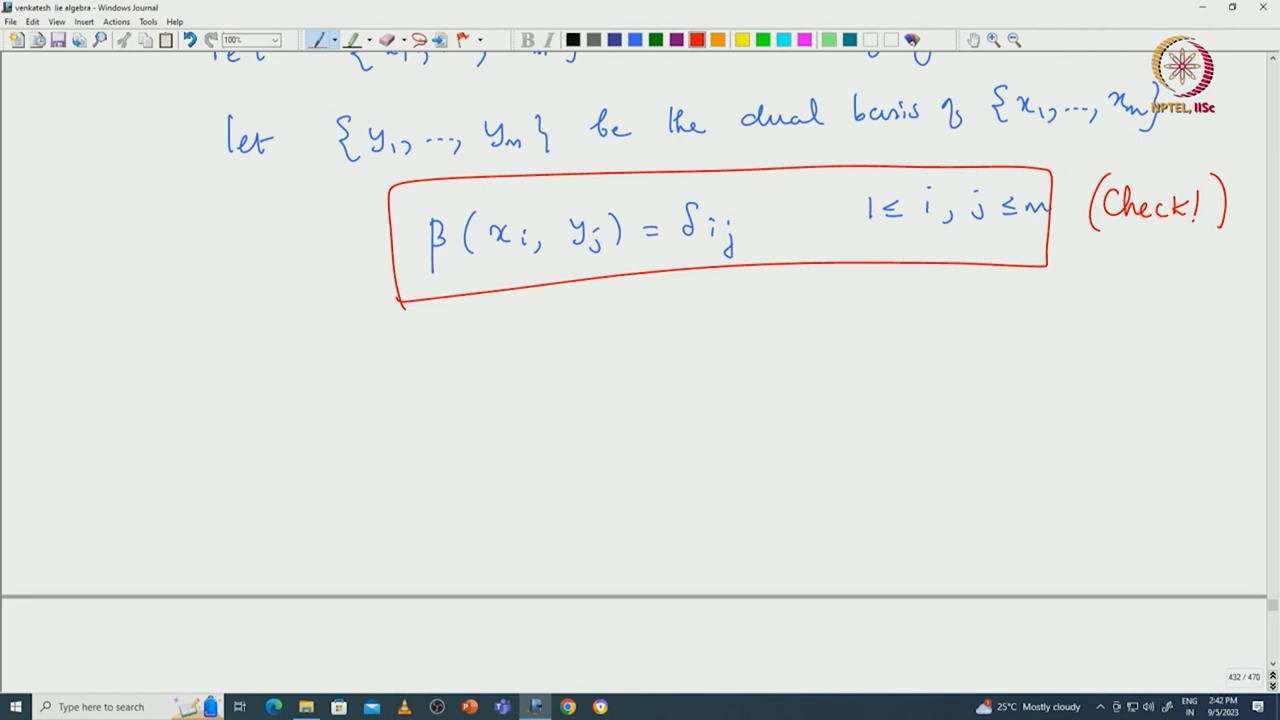 venkatesh lie algebra - Windows Journal
File Edit View Insert Actions Tools Help
100%
B I
NPTEL, IISc
let {y₁, ..., yₘ} be the dual basis of {x₁, ..., xₘ}
β(xᵢ, yⱼ) = δᵢⱼ 1 ≤ i, j ≤ m (Check!)
432 / 470
Type here to search
25°C Mostly cloudy
ENG
IN
2:42 PM
9/5/2023